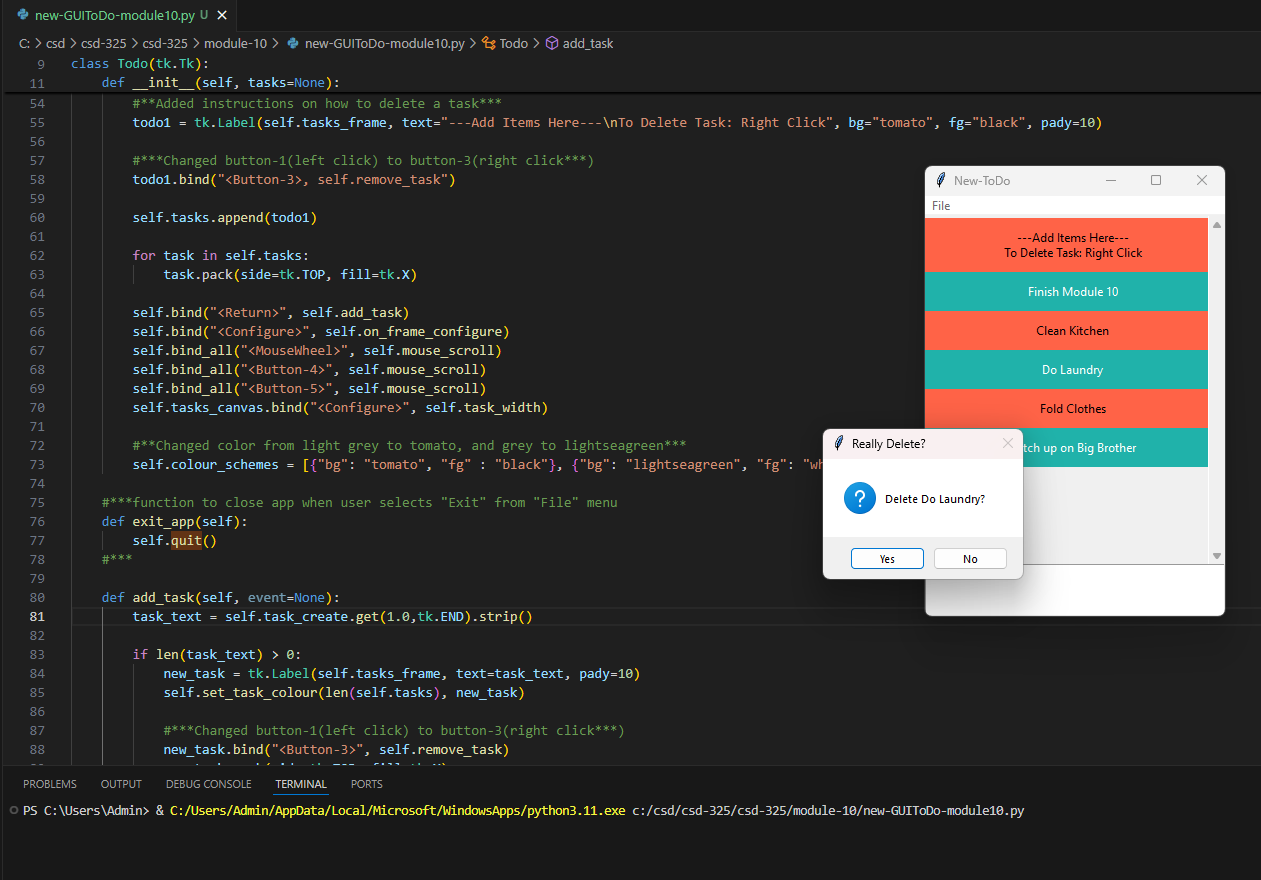 new-GUIToDo-module10.py U
C: > csd > csd-325 > csd-325 > module-10 > new-GUIToDo-module10.py > Todo > add_task
9 class Todo(tk.Tk):
11 def __init__(self, tasks=None):
54 #**Added instructions on how to delete a task***
55 todo1 = tk.Label(self.tasks_frame, text="---Add Items Here---\nTo Delete Task: Right Click", bg="tomato", fg="black", pady=10)
56
57 #***Changed button-1(left click) to button-3(right click***)
58 todo1.bind("<Button-3>, self.remove_task")
59
60 self.tasks.append(todo1)
61
62 for task in self.tasks:
63 task.pack(side=tk.TOP, fill=tk.X)
64
65 self.bind("<Return>", self.add_task)
66 self.bind("<Configure>", self.on_frame_configure)
67 self.bind_all("<MouseWheel>", self.mouse_scroll)
68 self.bind_all("<Button-4>", self.mouse_scroll)
69 self.bind_all("<Button-5>", self.mouse_scroll)
70 self.tasks_canvas.bind("<Configure>", self.task_width)
71
72 #**Changed color from light grey to tomato, and grey to lightseagreen***
73 self.colour_schemes = [{"bg": "tomato", "fg" : "black"}, {"bg": "lightseagreen", "fg": "wh
74
75 #***function to close app when user selects "Exit" from "File" menu
76 def exit_app(self):
77 self.quit()
78 #***
79
80 def add_task(self, event=None):
81 task_text = self.task_create.get(1.0,tk.END).strip()
82
83 if len(task_text) > 0:
84 new_task = tk.Label(self.tasks_frame, text=task_text, pady=10)
85 self.set_task_colour(len(self.tasks), new_task)
86
87 #***Changed button-1(left click) to button-3(right click***)
88 new_task.bind("<Button-3>", self.remove_task)
New-ToDo
File
---Add Items Here---
To Delete Task: Right Click
Finish Module 10
Clean Kitchen
Do Laundry
Fold Clothes
tch up on Big Brother
Really Delete?
Delete Do Laundry?
Yes No
PROBLEMS OUTPUT DEBUG CONSOLE TERMINAL PORTS
PS C:\Users\Admin> & C:/Users/Admin/AppData/Local/Microsoft/WindowsApps/python3.11.exe c:/csd/csd-325/csd-325/module-10/new-GUIToDo-module10.py